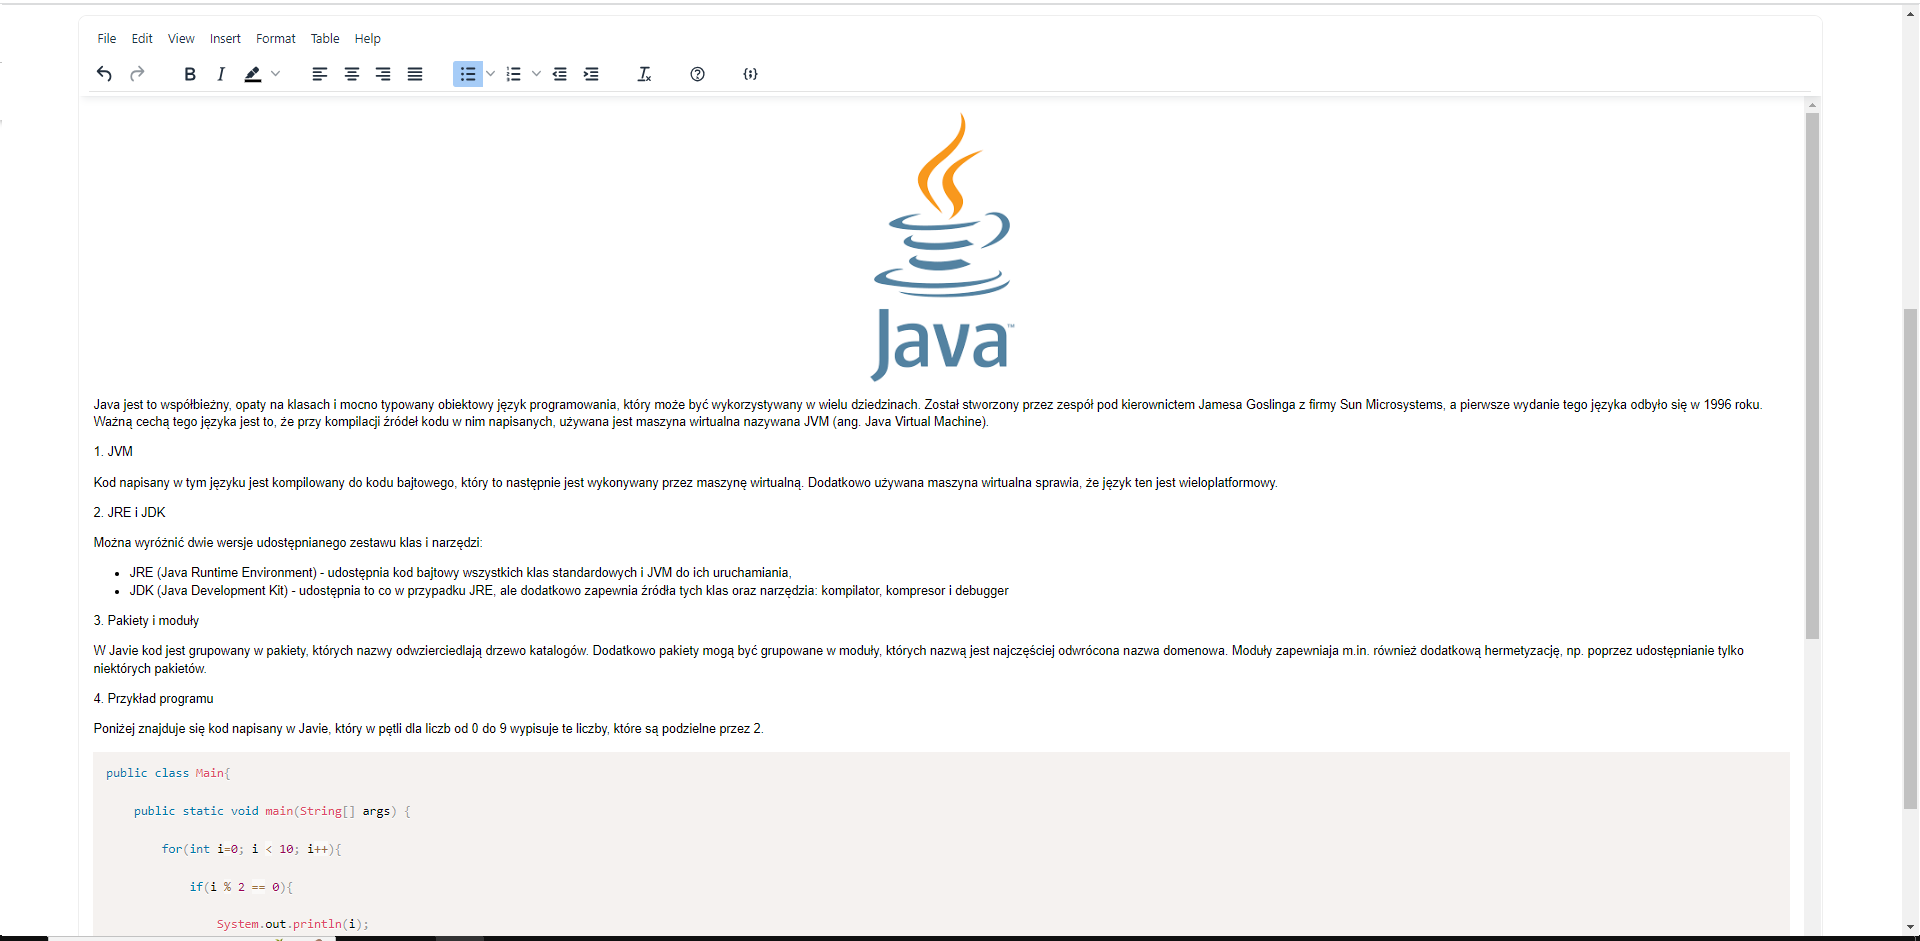 File Edit View Insert Format Table Help
Java™
Java jest to współbieżny, opaty na klasach i mocno typowany obiektowy język programowania, który może być wykorzystywany w wielu dziedzinach. Został stworzony przez zespół pod kierownictem Jamesa Goslinga z firmy Sun Microsystems, a pierwsze wydanie tego języka odbyło się w 1996 roku.
Ważną cechą tego języka jest to, że przy kompilacji źródeł kodu w nim napisanych, używana jest maszyna wirtualna nazywana JVM (ang. Java Virtual Machine).
1. JVM
Kod napisany w tym języku jest kompilowany do kodu bajtowego, który to następnie jest wykonywany przez maszynę wirtualną. Dodatkowo używana maszyna wirtualna sprawia, że język ten jest wieloplatformowy.
2. JRE i JDK
Można wyróżnić dwie wersje udostępnianego zestawu klas i narzędzi:
• JRE (Java Runtime Environment) - udostępnia kod bajtowy wszystkich klas standardowych i JVM do ich uruchamiania,
• JDK (Java Development Kit) - udostępnia to co w przypadku JRE, ale dodatkowo zapewnia źródła tych klas oraz narzędzia: kompilator, kompresor i debugger
3. Pakiety i moduły
W Javie kod jest grupowany w pakiety, których nazwy odwzierciedlają drzewo katalogów. Dodatkowo pakiety mogą być grupowane w moduły, których nazwą jest najczęściej odwrócona nazwa domenowa. Moduły zapewniaja m.in. również dodatkową hermetyzację, np. poprzez udostępnianie tylko
niektórych pakietów.
4. Przykład programu
Poniżej znajduje się kod napisany w Javie, który w pętli dla liczb od 0 do 9 wypisuje te liczby, które są podzielne przez 2.
public class Main{
public static void main(String[] args) {
for(int i=0; i < 10; i++){
if(i % 2 == 0){
System.out.println(i);